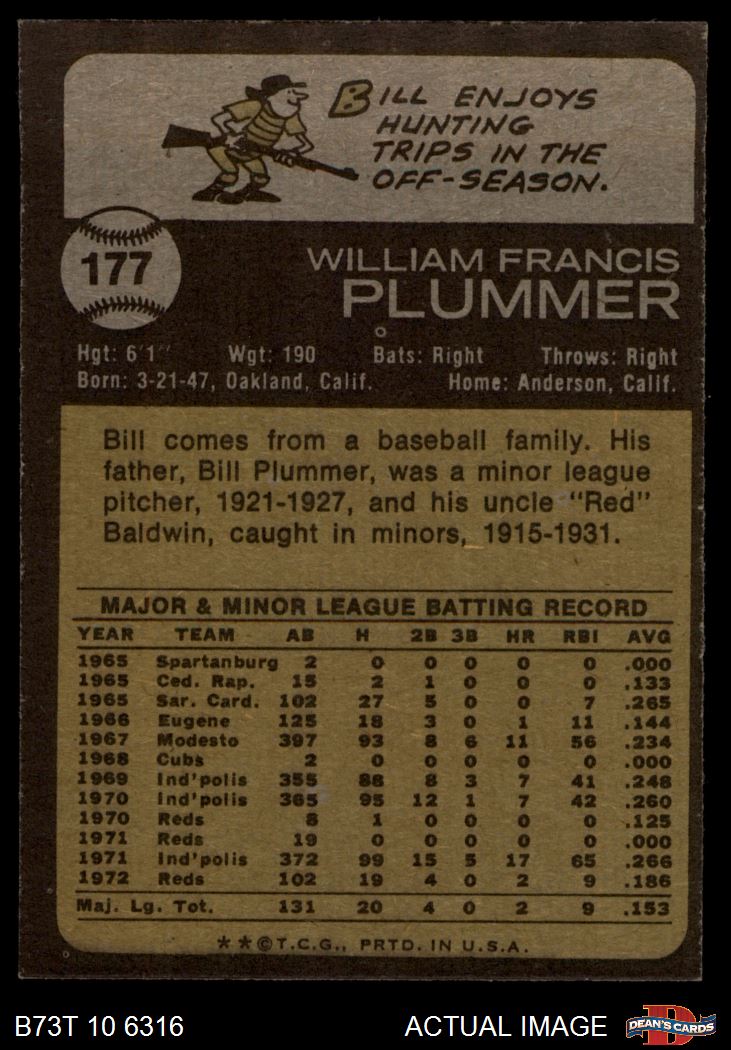 BILL ENJOYS
HUNTING
TRIPS IN THE
OFF-SEASON.
177
WILLIAM FRANCIS
PLUMMER
Hgt: 6'1" Wgt: 190 Bats: Right Throws: Right
Born: 3-21-47, Oakland, Calif. Home: Anderson, Calif.
Bill comes from a baseball family. His
father, Bill Plummer, was a minor league
pitcher, 1921-1927, and his uncle "Red"
Baldwin, caught in minors, 1915-1931.
MAJOR & MINOR LEAGUE BATTING RECORD
YEAR TEAM AB H 2B 3B HR RBI AVG
1965 Spartanburg 2 0 0 0 0 0 .000
1965 Ced. Rap. 15 2 1 0 0 0 .133
1965 Sar. Card. 102 27 5 0 0 7 .265
1966 Eugene 125 18 3 0 1 11 .144
1967 Modesto 397 93 8 6 11 56 .234
1968 Cubs 2 0 0 0 0 0 .000
1969 Ind'polis 355 88 8 3 7 41 .248
1970 Ind'polis 365 95 12 1 7 42 .260
1970 Reds 8 1 0 0 0 0 .125
1971 Reds 19 0 0 0 0 0 .000
1971 Ind'polis 372 99 15 5 17 65 .266
1972 Reds 102 19 4 0 2 9 .186
Maj. Lg. Tot. 131 20 4 0 2 9 .153
**©T.C.G., PRTD. IN U.S.A.
B73T 10 6316 ACTUAL IMAGE D DEAN'S CARDS